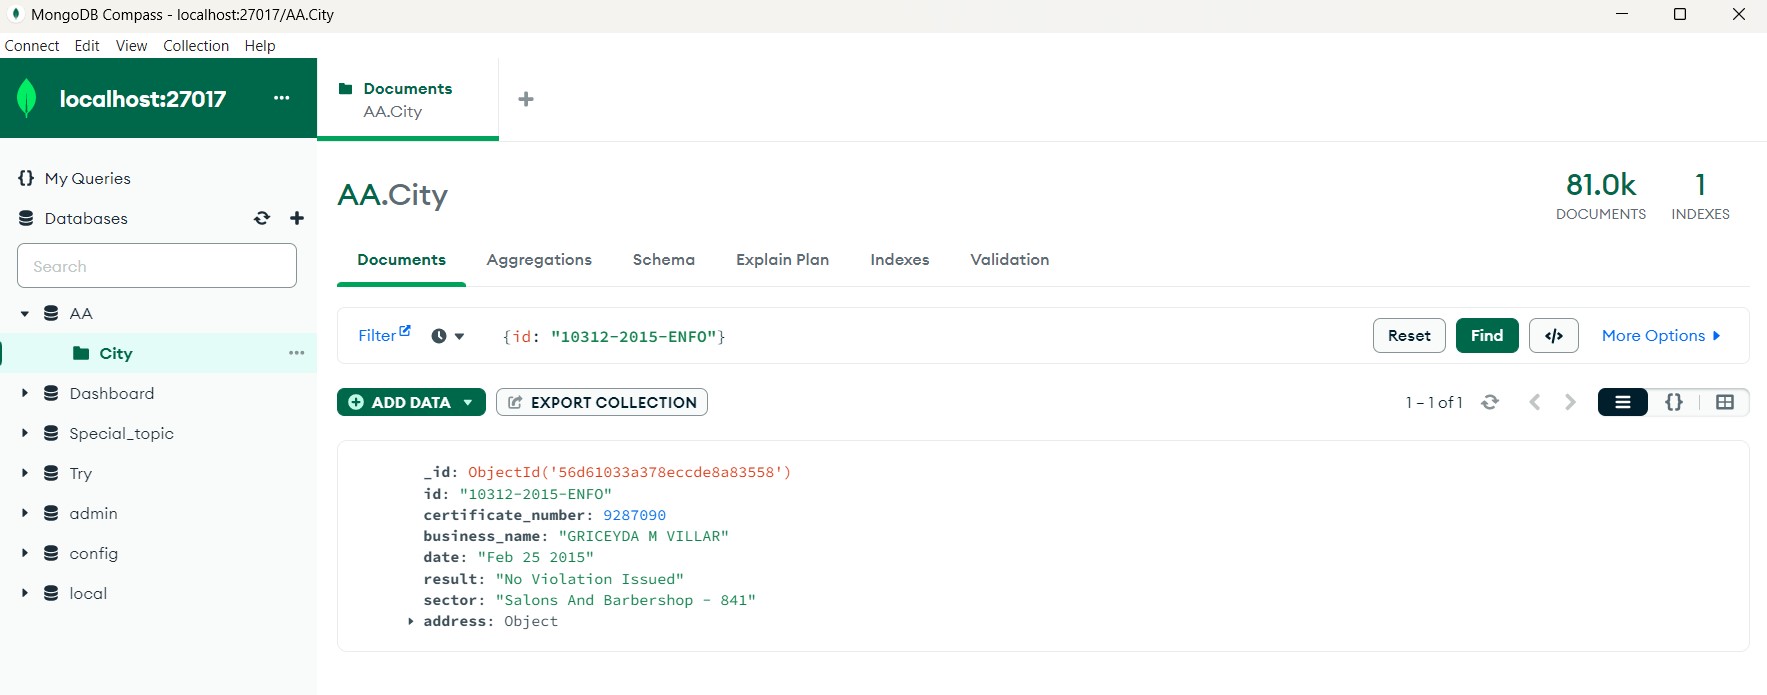 MongoDB Compass - localhost:27017/AA.City
Connect Edit View Collection Help
localhost:27017 ...
Documents
AA.City
My Queries
Databases
Search
AA
City ...
Dashboard
Special_topic
Try
admin
config
local
AA.City
81.0k
DOCUMENTS
1
INDEXES
Documents Aggregations Schema Explain Plan Indexes Validation
Filter {id: "10312-2015-ENFO"} Reset Find </> More Options
ADD DATA EXPORT COLLECTION 1 – 1 of 1 {}
_id: ObjectId('56d61033a378eccde8a83558')
id: "10312-2015-ENFO"
certificate_number: 9287090
business_name: "GRICEYDA M VILLAR"
date: "Feb 25 2015"
result: "No Violation Issued"
sector: "Salons And Barbershop - 841"
address: Object